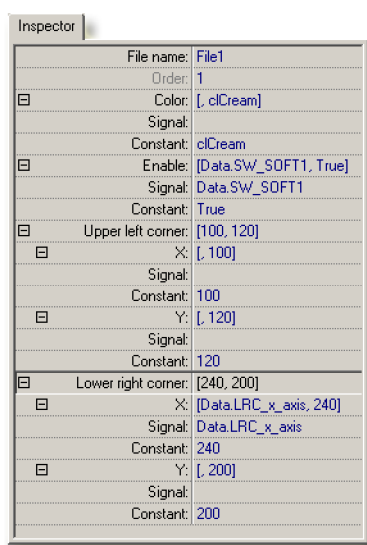 Inspector
File name: File1
Order: 1
Color: [, clCream]
Signal:
Constant: clCream
Enable: [Data.SW_SOFT1, True]
Signal: Data.SW_SOFT1
Constant: True
Upper left corner: [100, 120]
X: [, 100]
Signal:
Constant: 100
Y: [, 120]
Signal:
Constant: 120
Lower right corner: [240, 200]
X: [Data.LRC_x_axis, 240]
Signal: Data.LRC_x_axis
Constant: 240
Y: [, 200]
Signal:
Constant: 200